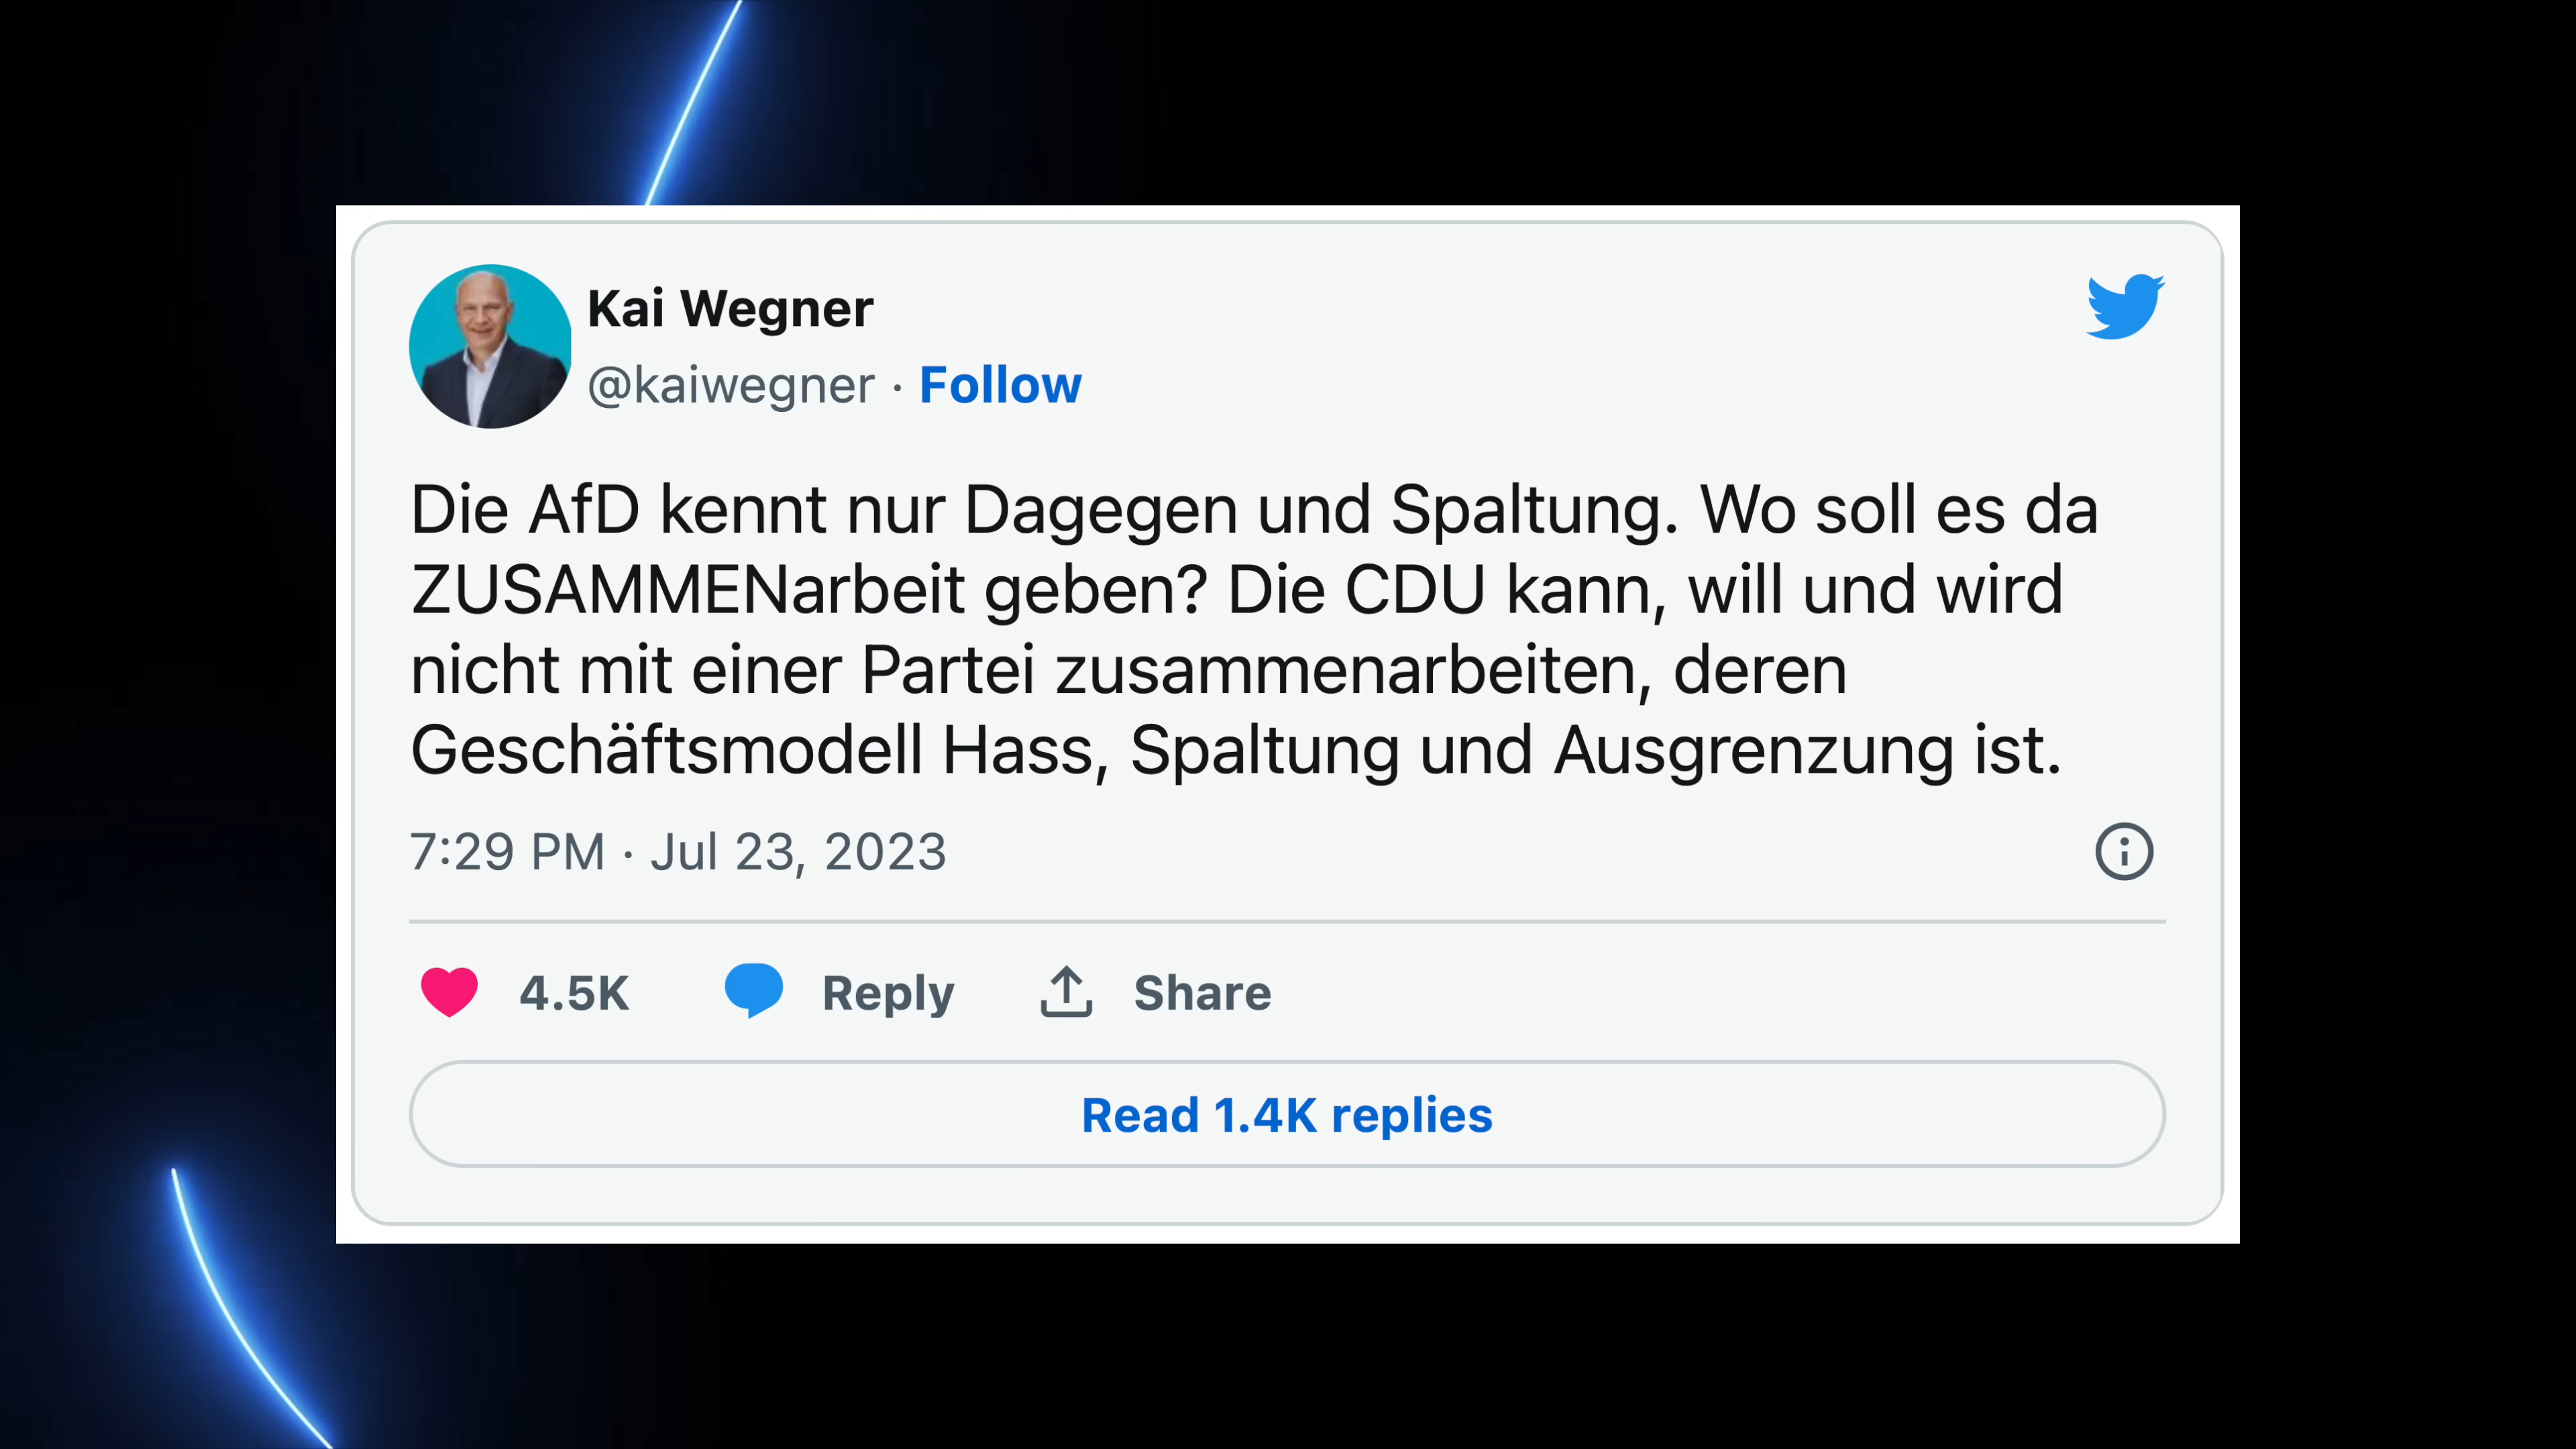 Kai Wegner
@kaiwegner · Follow
Die AfD kennt nur Dagegen und Spaltung. Wo soll es da
ZUSAMMENarbeit geben? Die CDU kann, will und wird
nicht mit einer Partei zusammenarbeiten, deren
Geschäftsmodell Hass, Spaltung und Ausgrenzung ist.
7:29 PM · Jul 23, 2023
4.5K Reply Share
Read 1.4K replies